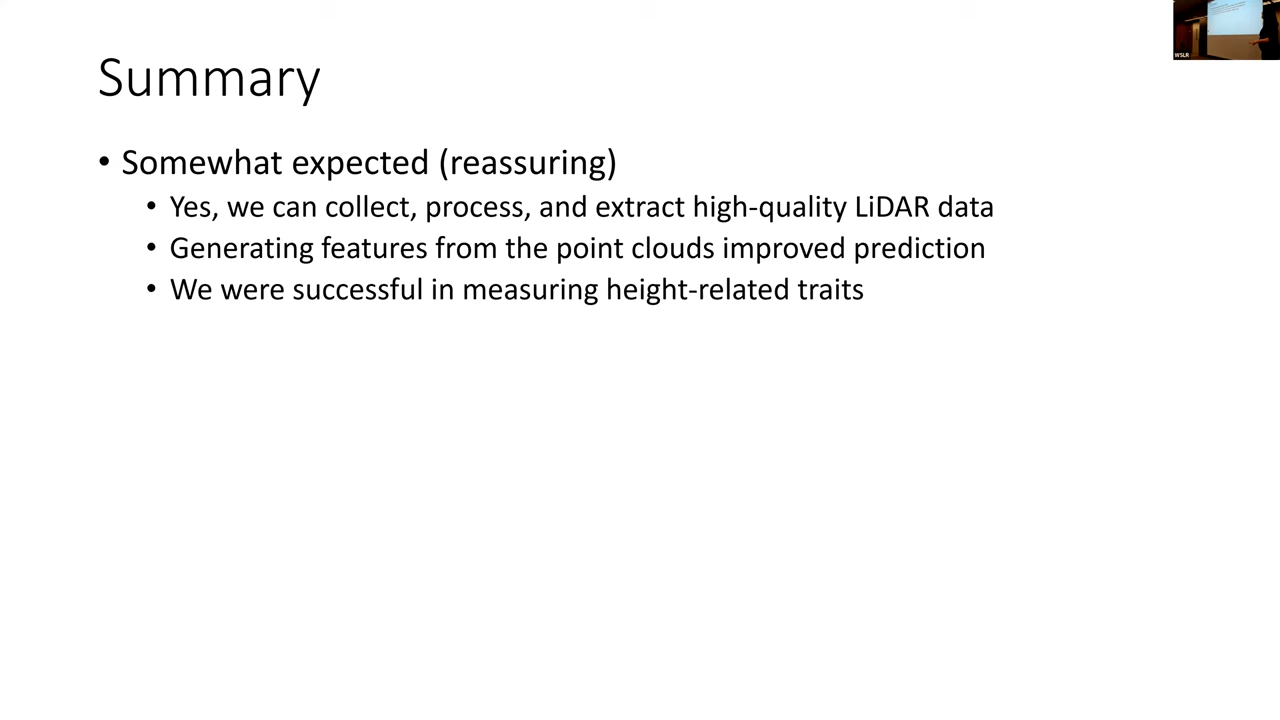 Summary
• Somewhat expected (reassuring)
• Yes, we can collect, process, and extract high-quality LiDAR data
• Generating features from the point clouds improved prediction
• We were successful in measuring height-related traits
WSLR